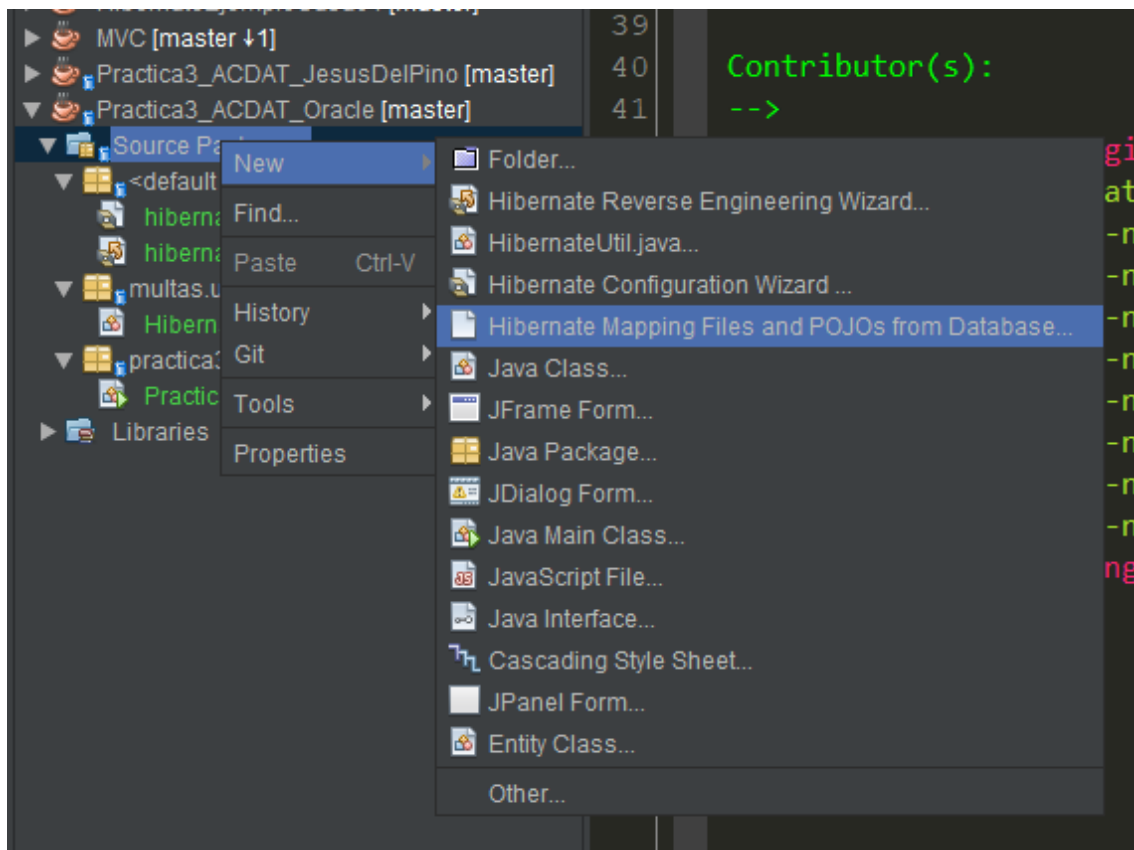 MVC [master ↓1]
Practica3_ACDAT_JesusDelPino [master]
Practica3_ACDAT_Oracle [master]
Source Pa
<default
hiberna
hiberna
multas.u
Hibern
practica3
Practic
Libraries
New
Find...
Paste Ctrl-V
History
Git
Tools
Properties
Folder...
Hibernate Reverse Engineering Wizard...
HibernateUtil.java...
Hibernate Configuration Wizard ...
Hibernate Mapping Files and POJOs from Database...
Java Class...
JFrame Form...
Java Package...
JDialog Form...
Java Main Class...
JavaScript File...
Java Interface...
Cascading Style Sheet...
JPanel Form...
Entity Class...
Other...
39
40 Contributor(s):
41 -->
gi
at
-n
-n
-n
-n
-n
-n
-n
-n
ng